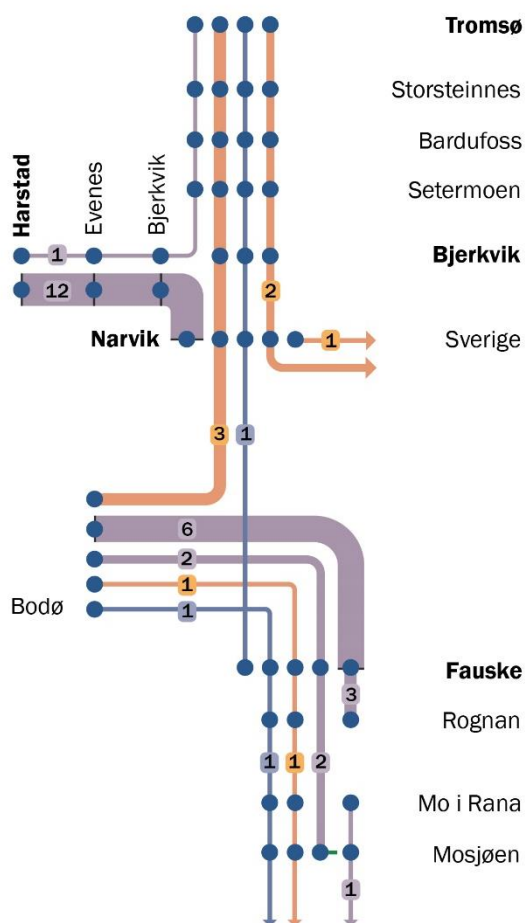 Tromsø
Storsteinnes
Bardufoss
Setermoen
Harstad
Evenes
Bjerkvik
1
Bjerkvik
12
2
Narvik
1
Sverige
3
1
6
2
1
Bodø
1
Fauske
3
Rognan
1
1
2
Mo i Rana
Mosjøen
1